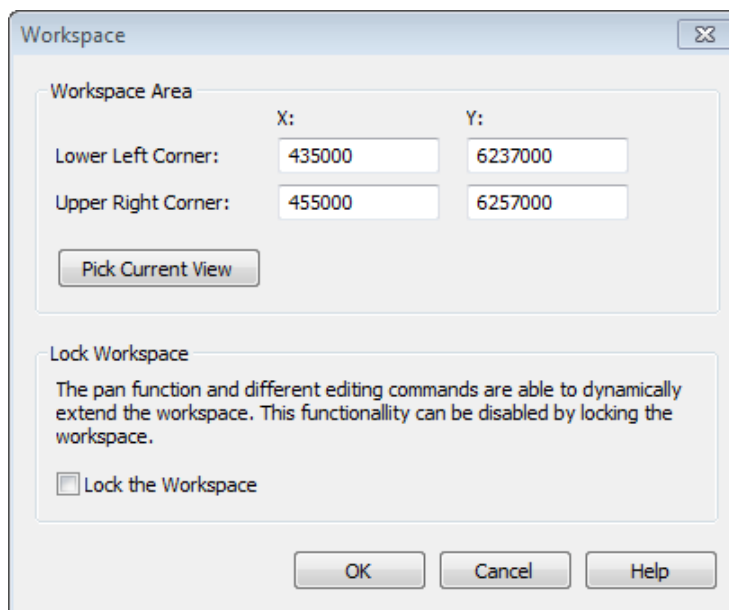 Workspace
Workspace Area
X: Y:
Lower Left Corner: 435000 6237000
Upper Right Corner: 455000 6257000
Pick Current View
Lock Workspace
The pan function and different editing commands are able to dynamically
extend the workspace. This functionallity can be disabled by locking the
workspace.
Lock the Workspace
OK Cancel Help